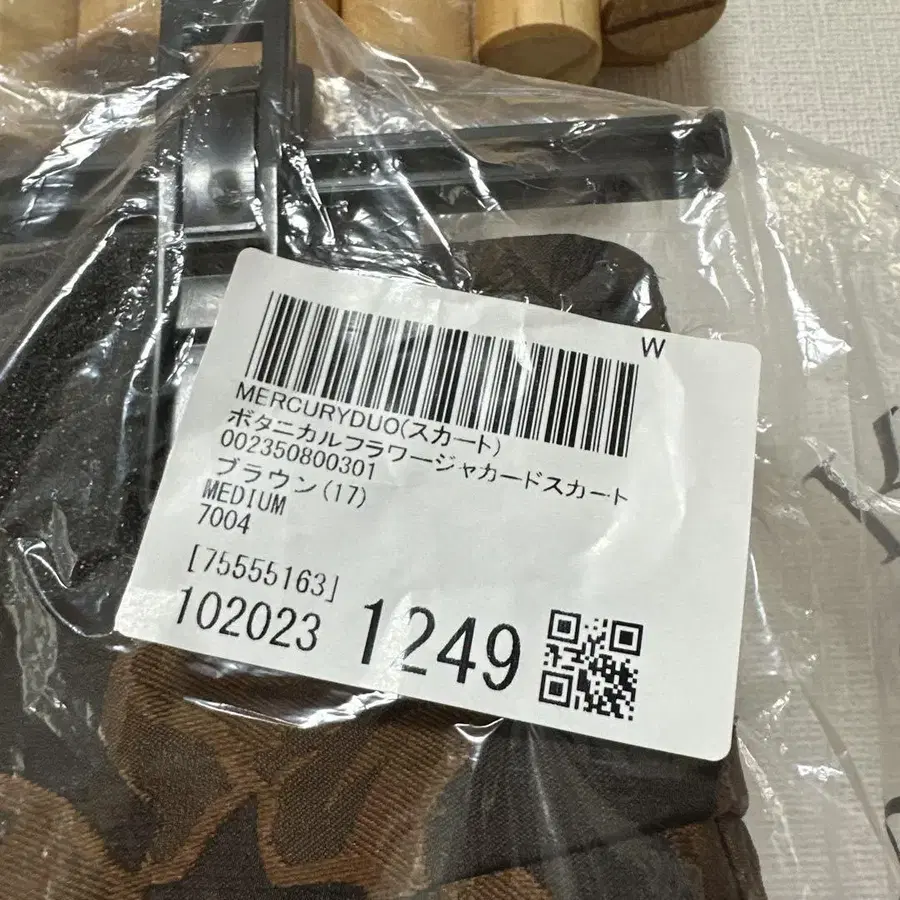 W
MERCURYDUO(スカート)
ボタニカルフラワージャカードスカート
002350800301
ブラウン(17)
MEDIUM
7004
[75555163]
102023 1249